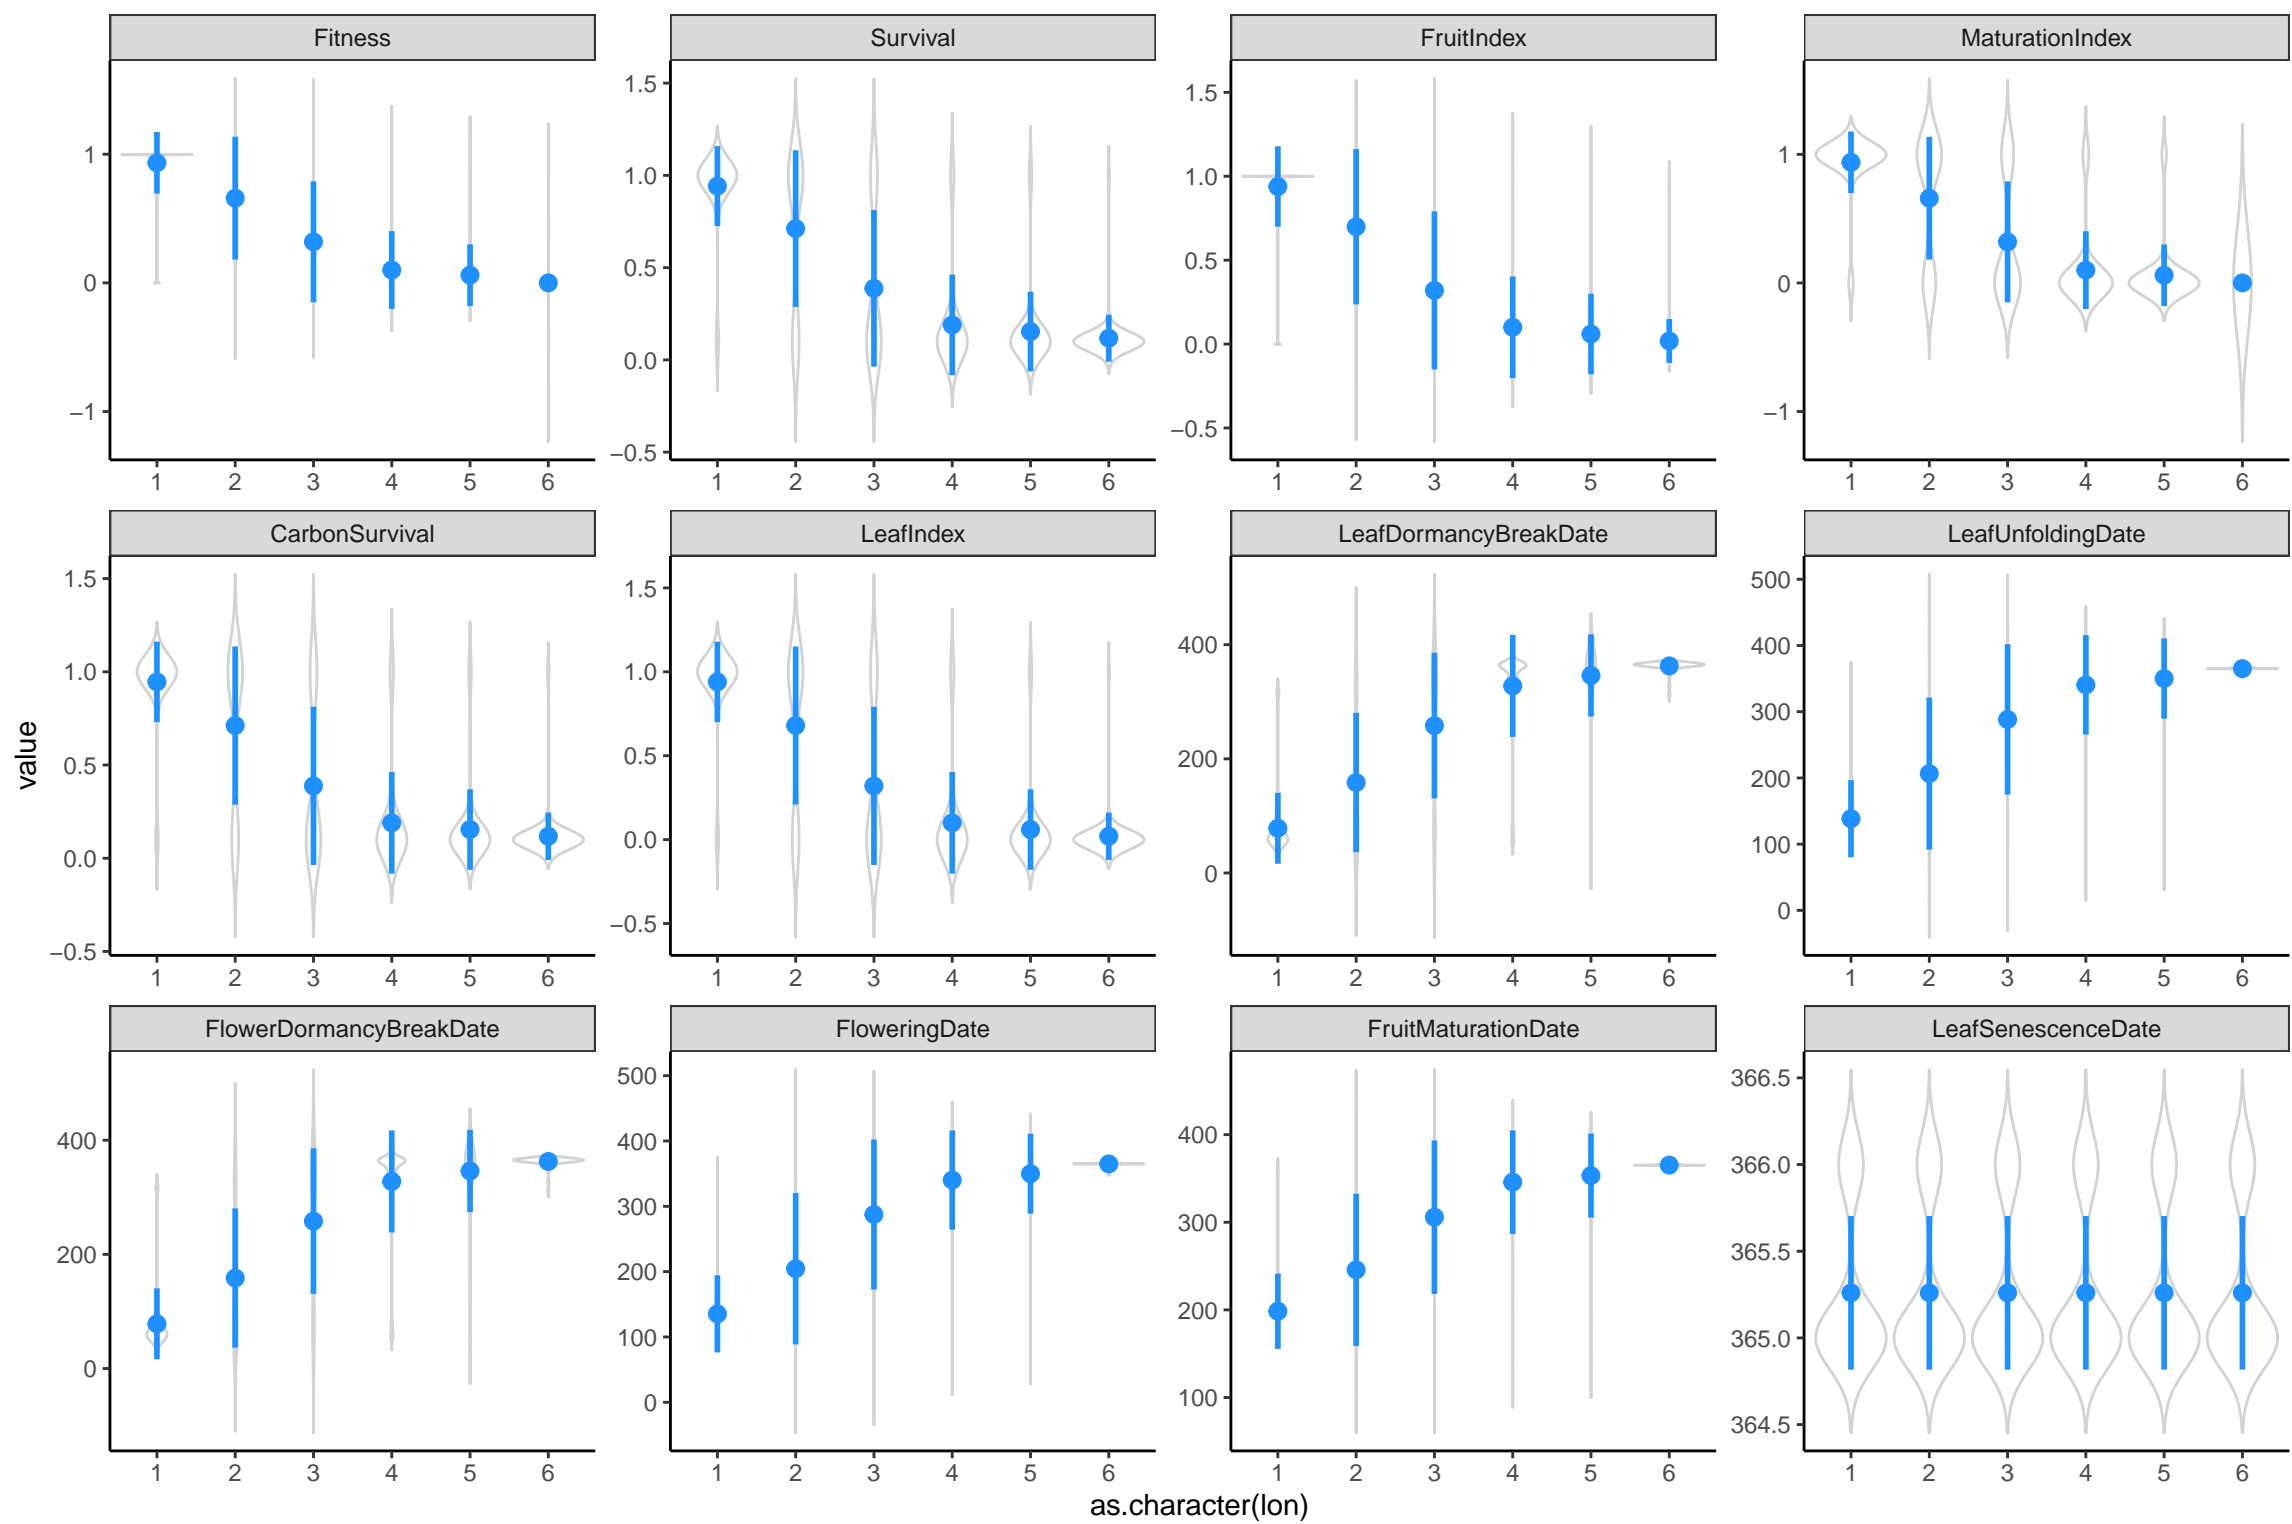 Fitness Survival FruitIndex MaturationIndex
1 0 −1
1.5 1.0 0.5 0.0 −0.5
1.5 1.0 0.5 0.0 −0.5
1 0 −1
1 2 3 4 5 6 1 2 3 4 5 6 1 2 3 4 5 6 1 2 3 4 5 6
CarbonSurvival LeafIndex LeafDormancyBreakDate LeafUnfoldingDate
1.5 1.0 0.5 0.0 −0.5
1.5 1.0 0.5 0.0 −0.5
400 200 0
500 400 300 200 100 0
1 2 3 4 5 6 1 2 3 4 5 6 1 2 3 4 5 6 1 2 3 4 5 6
value
FlowerDormancyBreakDate FloweringDate FruitMaturationDate LeafSenescenceDate
400 200 0
500 400 300 200 100 0
400 300 200 100
366.5 366.0 365.5 365.0 364.5
1 2 3 4 5 6 1 2 3 4 5 6 1 2 3 4 5 6 1 2 3 4 5 6
as.character(lon)